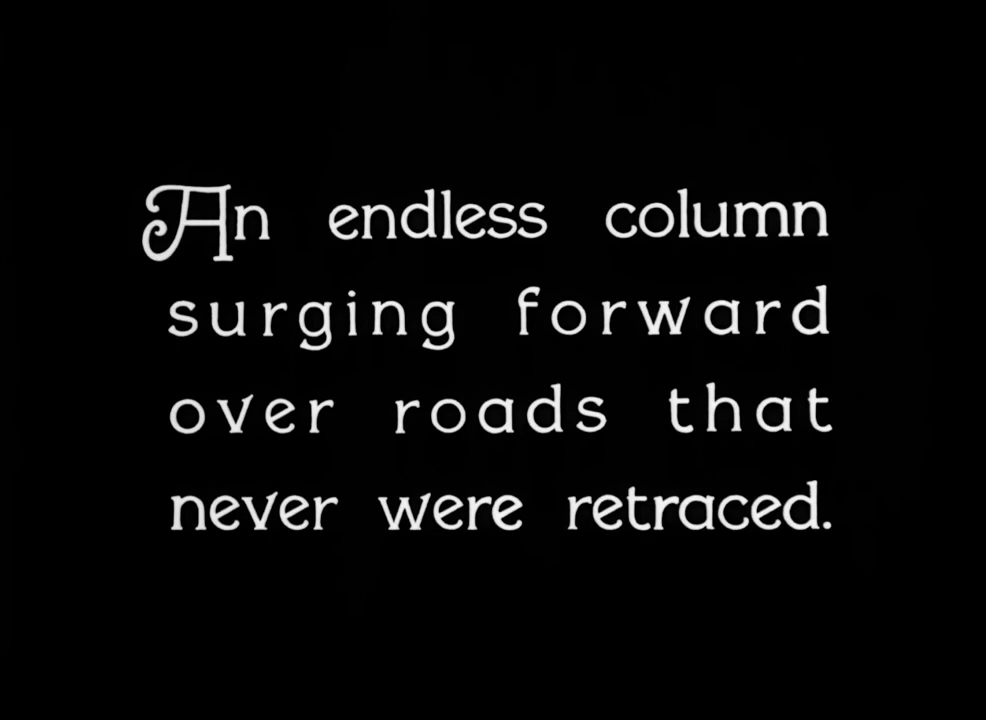 An endless column
surging forward
over roads that
never were retraced.